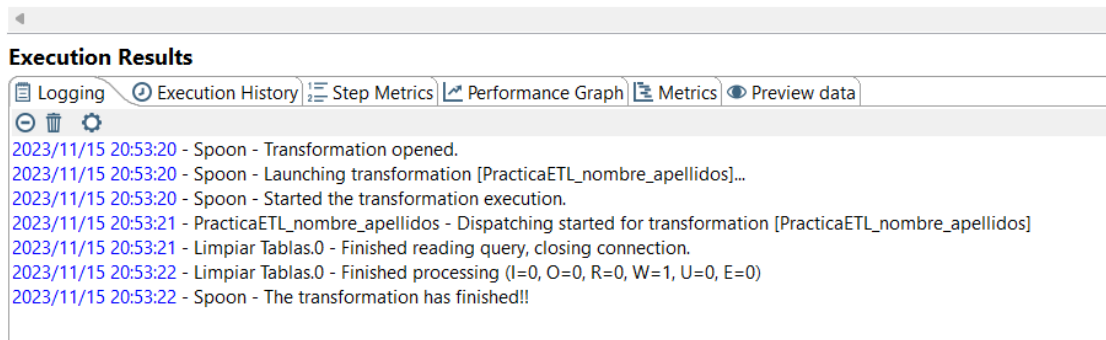 Execution Results
Logging Execution History Step Metrics Performance Graph Metrics Preview data
2023/11/15 20:53:20 - Spoon - Transformation opened.
2023/11/15 20:53:20 - Spoon - Launching transformation [PracticaETL_nombre_apellidos]...
2023/11/15 20:53:20 - Spoon - Started the transformation execution.
2023/11/15 20:53:21 - PracticaETL_nombre_apellidos - Dispatching started for transformation [PracticaETL_nombre_apellidos]
2023/11/15 20:53:21 - Limpiar Tablas.0 - Finished reading query, closing connection.
2023/11/15 20:53:22 - Limpiar Tablas.0 - Finished processing (I=0, O=0, R=0, W=1, U=0, E=0)
2023/11/15 20:53:22 - Spoon - The transformation has finished!!